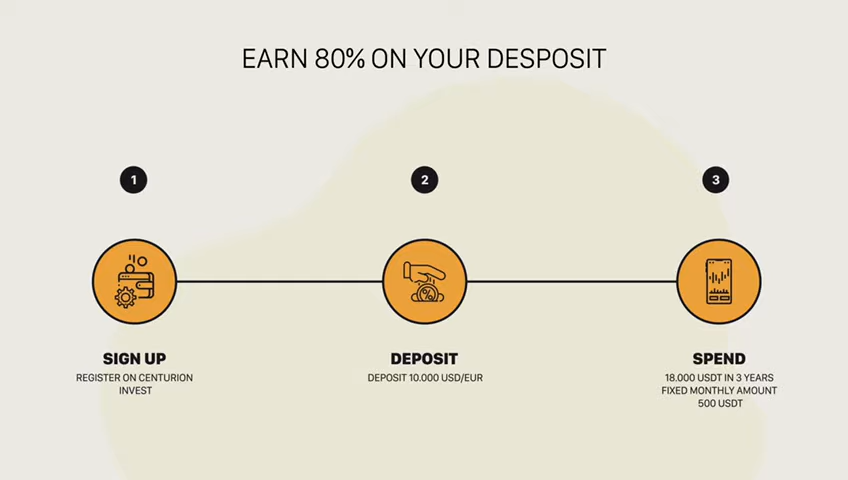 EARN 80% ON YOUR DESPOSIT
1
2
3
SIGN UP
REGISTER ON CENTURION
INVEST
DEPOSIT
DEPOSIT 10.000 USD/EUR
SPEND
18.000 USDT IN 3 YEARS
FIXED MONTHLY AMOUNT
500 USDT